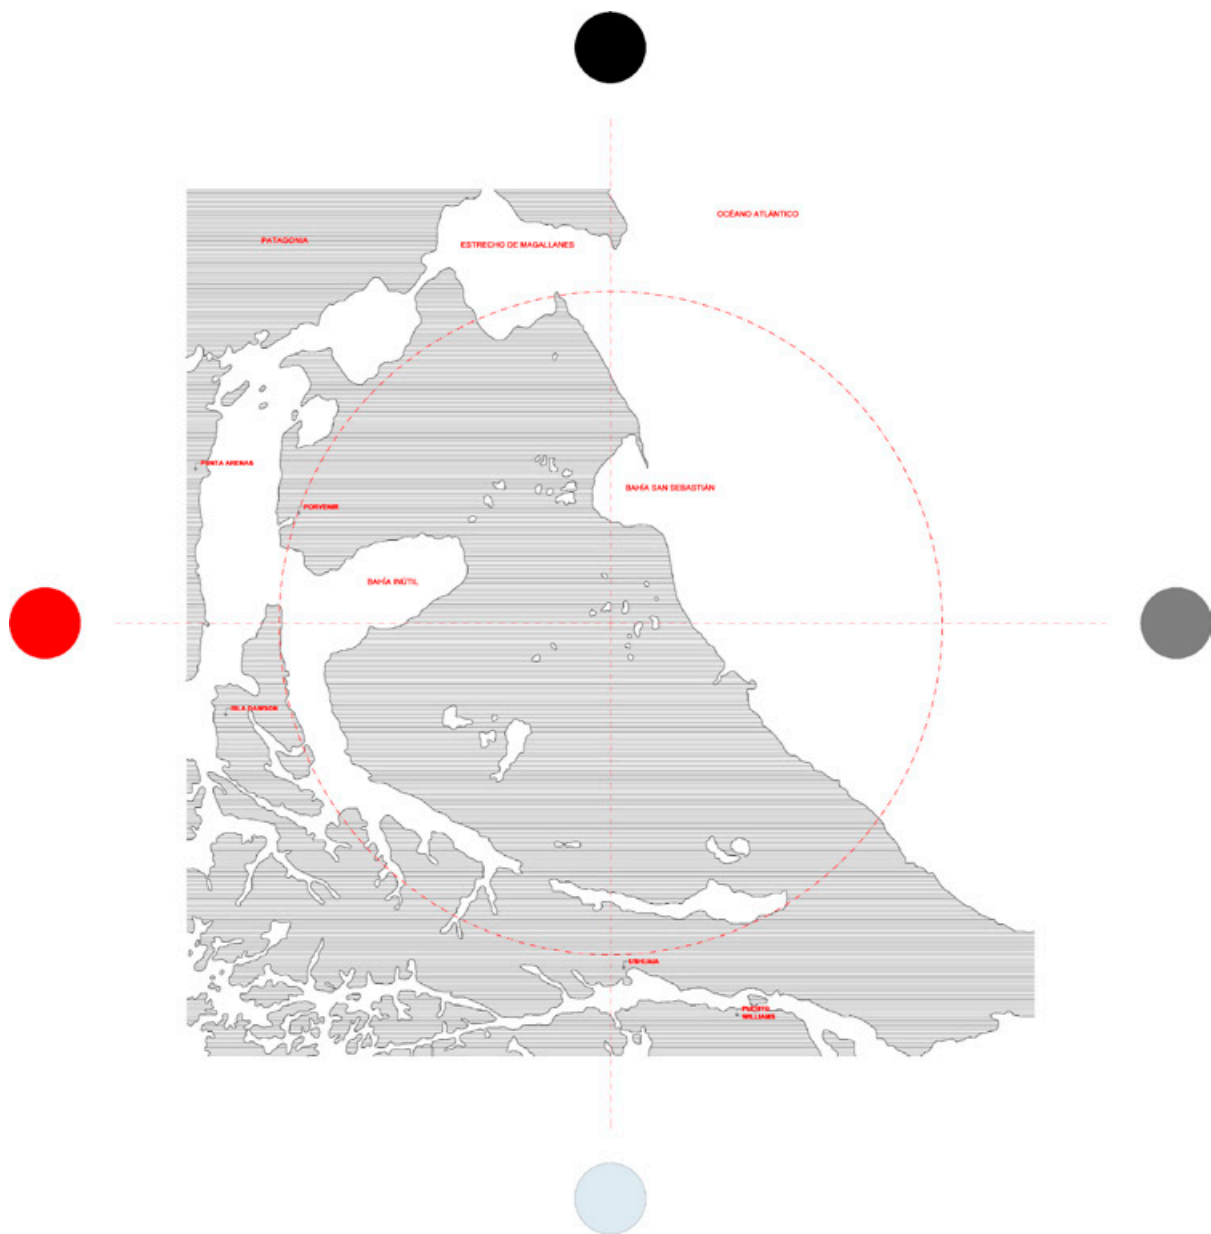 OCÉANO ATLÁNTICO
PATAGONIA
ESTRECHO DE MAGALLANES
PUNTA ARENAS
BAHÍA SAN SEBASTIÁN
PORVENIR
BAHÍA INÚTIL
ISLA DAWSON
USHUAIA
PUERTO
WILLIAMS